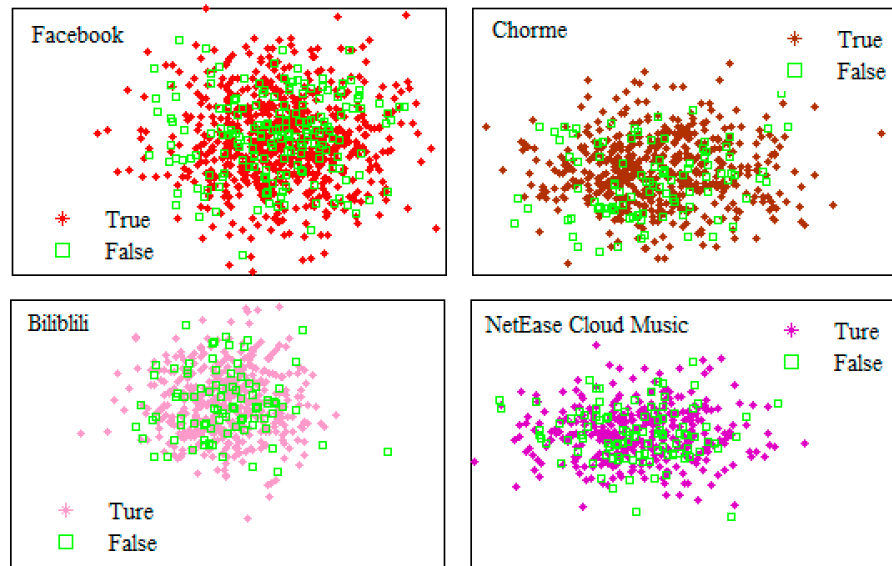 Facebook
True
False
Chorme
True
False
Biliblili
Ture
False
NetEase Cloud Music
Ture
False